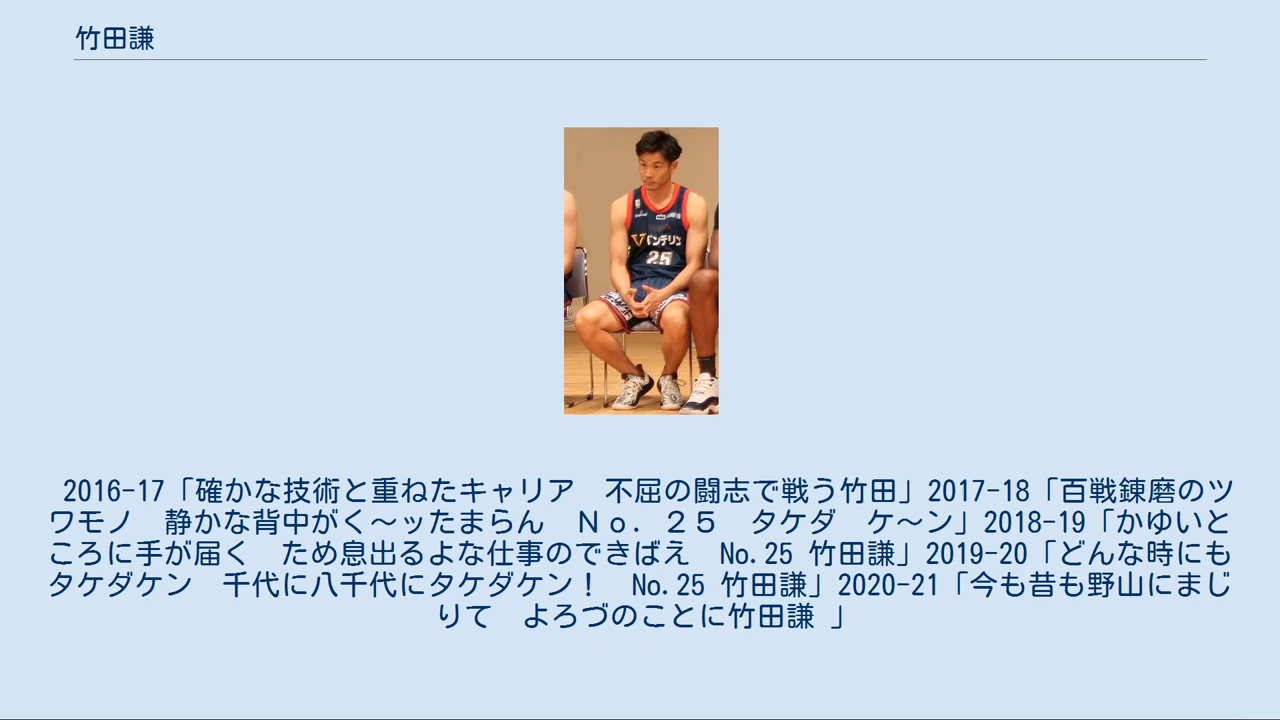 竹田謙
バンテリン
25
2016-17「確かな技術と重ねたキャリア　不屈の闘志で戦う竹田」2017-18「百戦錬磨のツ
ワモノ　静かな背中がく～ッたまらん　Ｎｏ．２５　タケダ　ケ～ン」2018-19「かゆいと
ころに手が届く　ため息出るよな仕事のできばえ　No.25 竹田謙」2019-20「どんな時にも
タケダケン　千代に八千代にタケダケン！　No.25 竹田謙」2020-21「今も昔も野山にまじ
りて　よろづのことに竹田謙 」